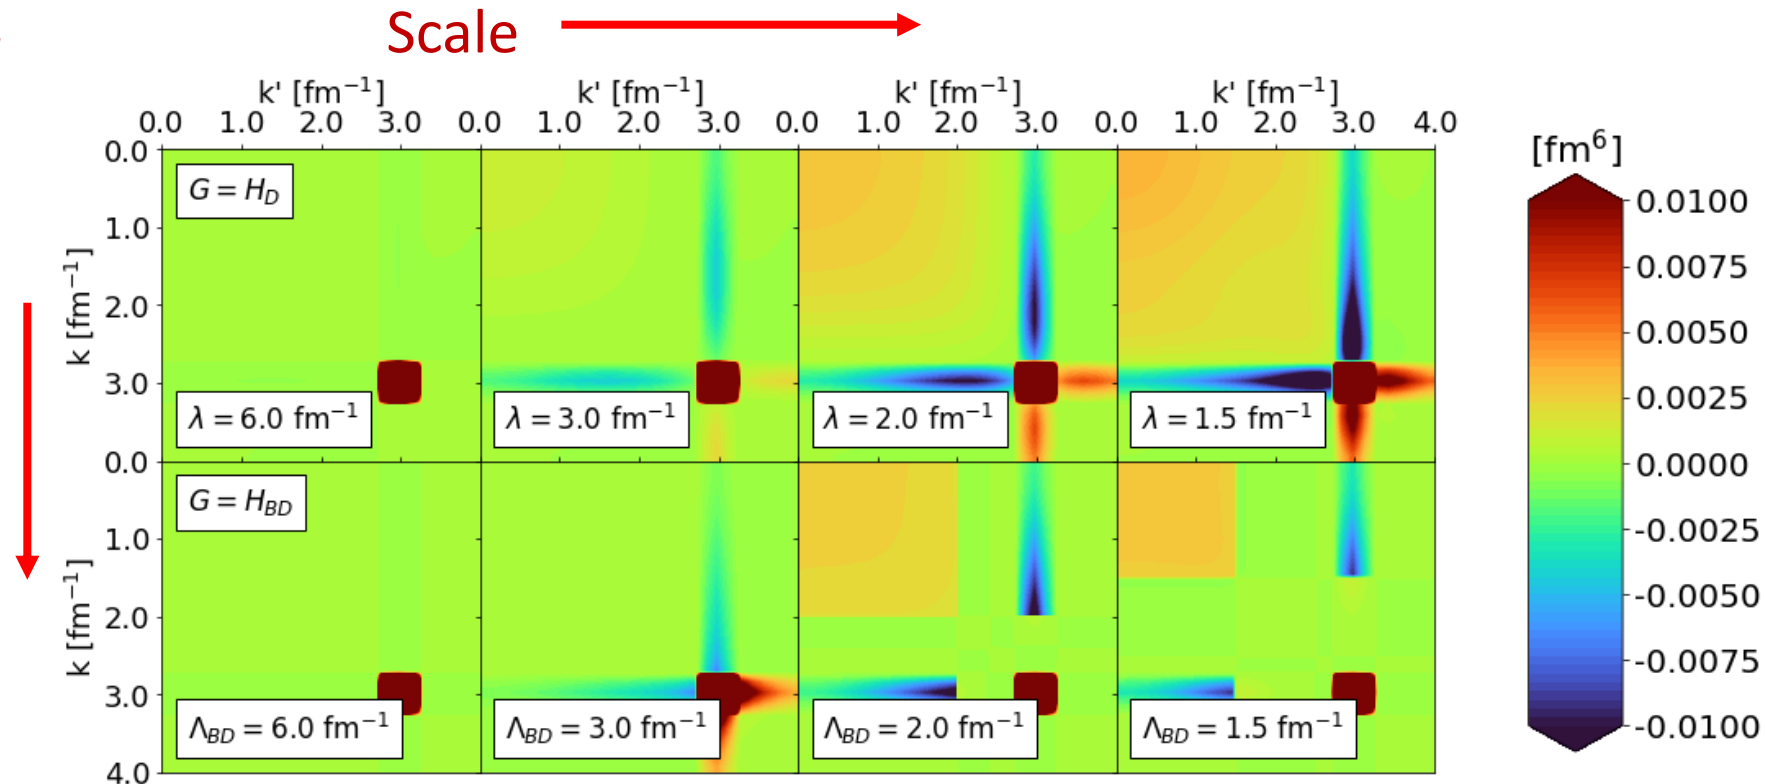 Scale
k' [fm⁻¹] k' [fm⁻¹] k' [fm⁻¹] k' [fm⁻¹]
0.0 1.0 2.0 3.0 0.0 1.0 2.0 3.0 0.0 1.0 2.0 3.0 0.0 1.0 2.0 3.0 4.0
[fm⁶]
0.0
1.0
2.0
3.0
k [fm⁻¹]
G = H_D
λ = 6.0 fm⁻¹
λ = 3.0 fm⁻¹
λ = 2.0 fm⁻¹
λ = 1.5 fm⁻¹
0.0
1.0
2.0
3.0
4.0
k [fm⁻¹]
G = H_BD
Λ_BD = 6.0 fm⁻¹
Λ_BD = 3.0 fm⁻¹
Λ_BD = 2.0 fm⁻¹
Λ_BD = 1.5 fm⁻¹
0.0100
0.0075
0.0050
0.0025
0.0000
-0.0025
-0.0050
-0.0075
-0.0100